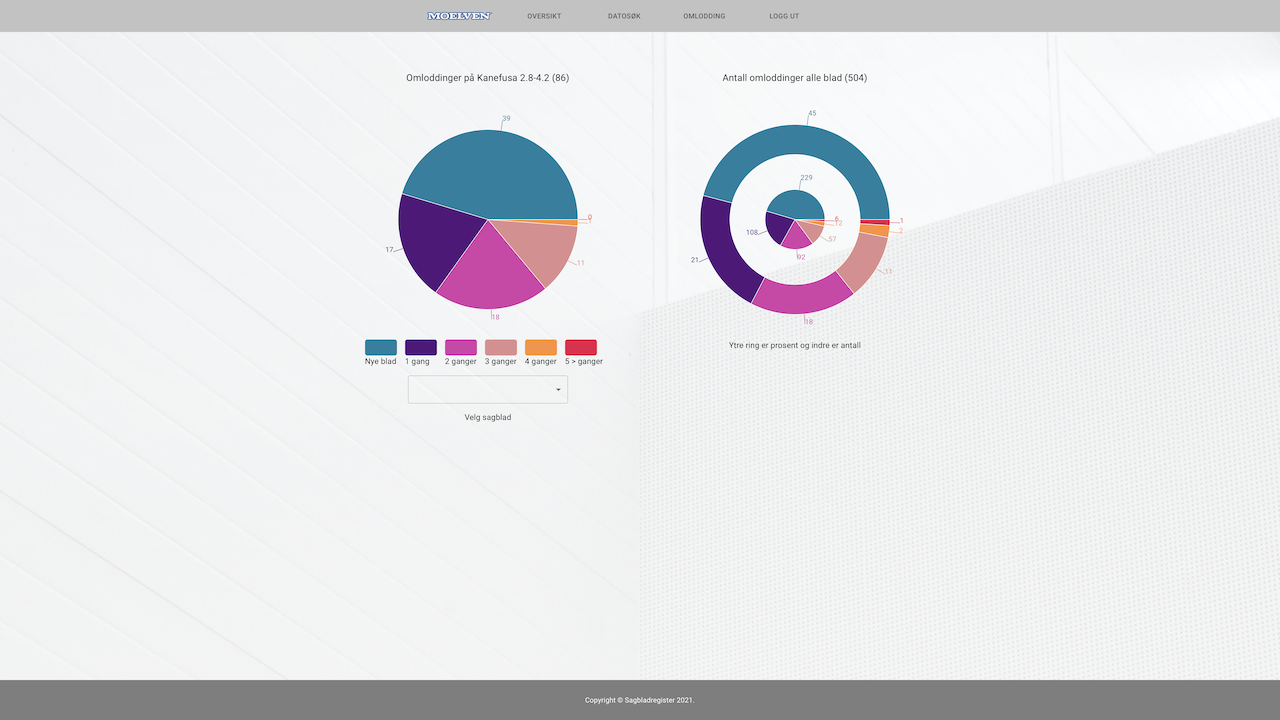 MOELVEN
OVERSIKT
DATOSØK
OMLODDING
LOGG UT
Omloddinger på Kanefusa 2.8-4.2 (86)
39
17
18
11
0
Nye blad
1 gang
2 ganger
3 ganger
4 ganger
5 > ganger
Velg sagblad
Antall omloddinger alle blad (504)
45
21
18
1
2
229
108
92
57
12
6
Ytre ring er prosent og indre er antall
Copyright © Sagbladregister 2021.